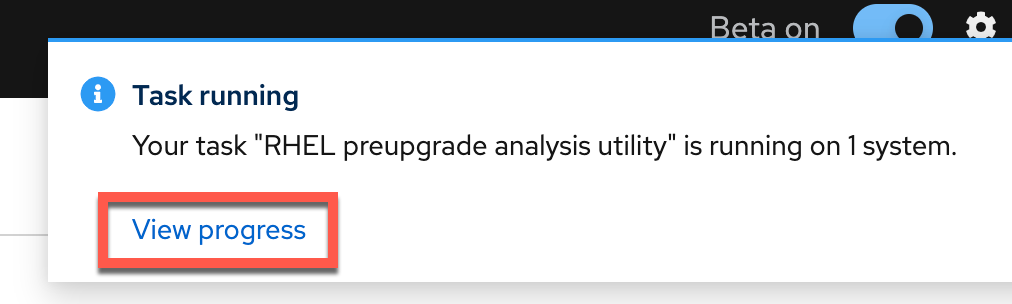 Beta on
Task running
Your task "RHEL preupgrade analysis utility" is running on 1 system.
View progress